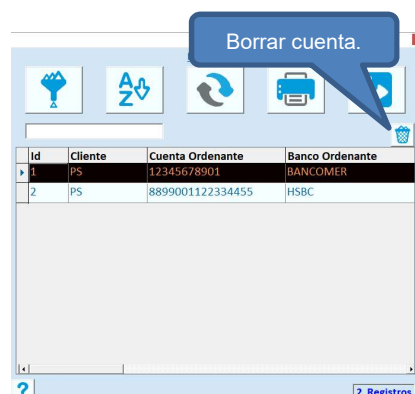 Borrar cuenta.
A
Z
Id Cliente Cuenta Ordenante Banco Ordenante
1 PS 12345678901 BANCOMER
2 PS 8899001122334455 HSBC
?
2 Registros